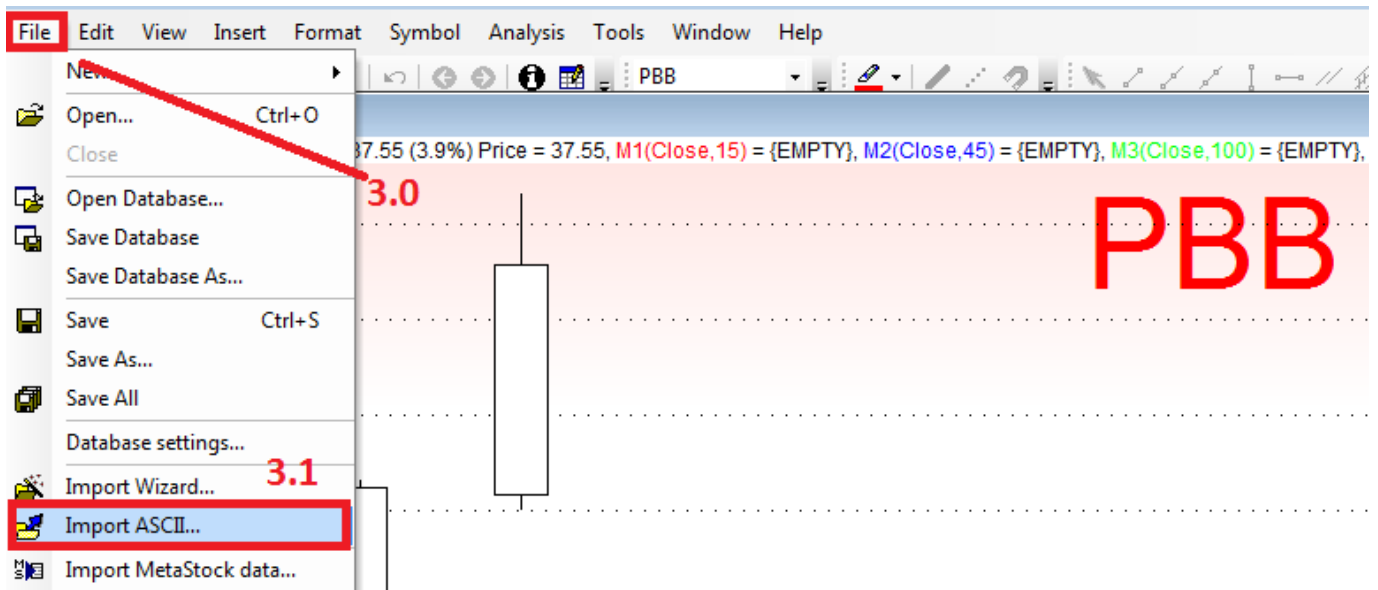 File Edit View Insert Format Symbol Analysis Tools Window Help
New
PBB
Open... Ctrl+O
Close
37.55 (3.9%) Price = 37.55, M1(Close,15) = {EMPTY}, M2(Close,45) = {EMPTY}, M3(Close,100) = {EMPTY},
3.0
PBB
Open Database...
Save Database
Save Database As...
Save Ctrl+S
Save As...
Save All
Database settings...
3.1
Import Wizard...
Import ASCII...
Import MetaStock data...